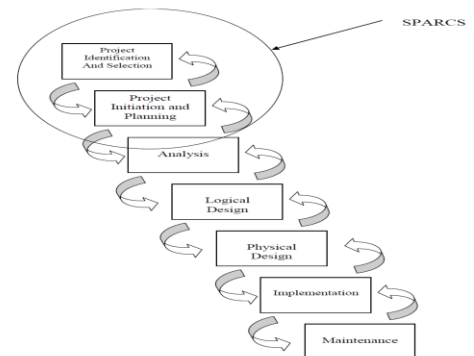 SPARCS
Project
Identification
And Selection
Project
Initiation and
Planning
Analysis
Logical
Design
Physical
Design
Implementation
Maintenance